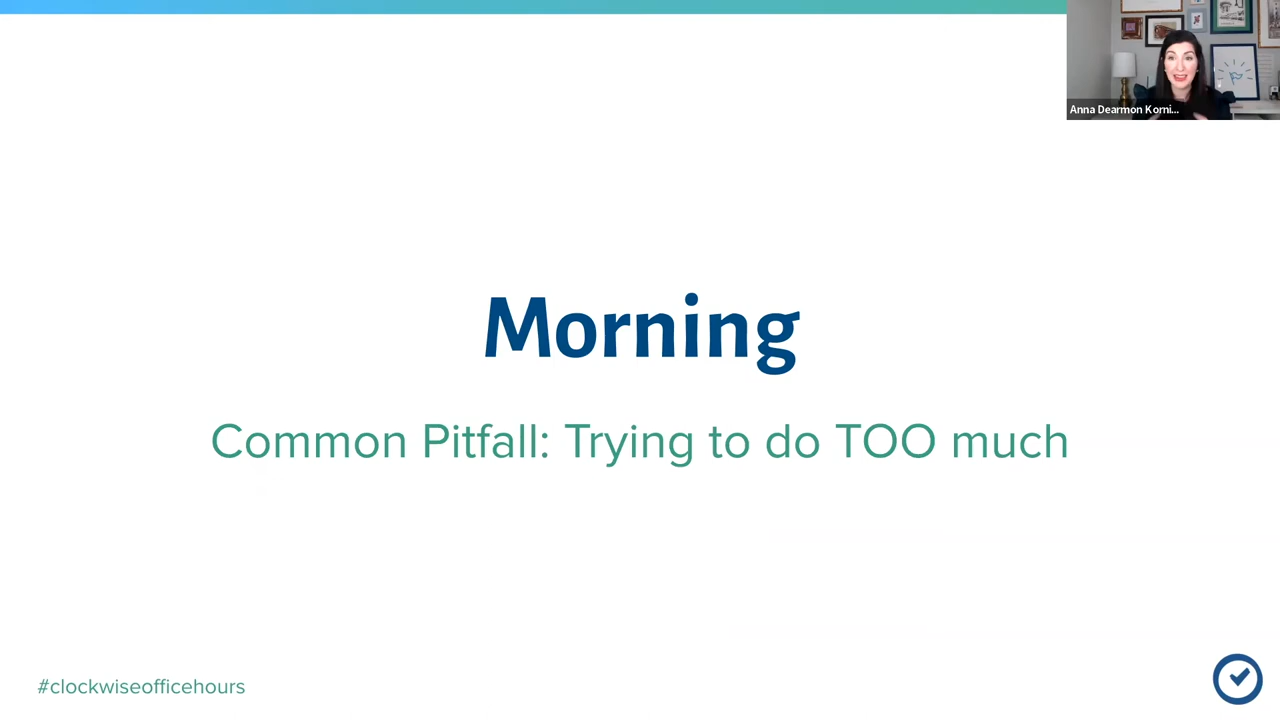 Anna Dearmon Korni...
Morning
Common Pitfall: Trying to do TOO much
#clockwiseofficehours